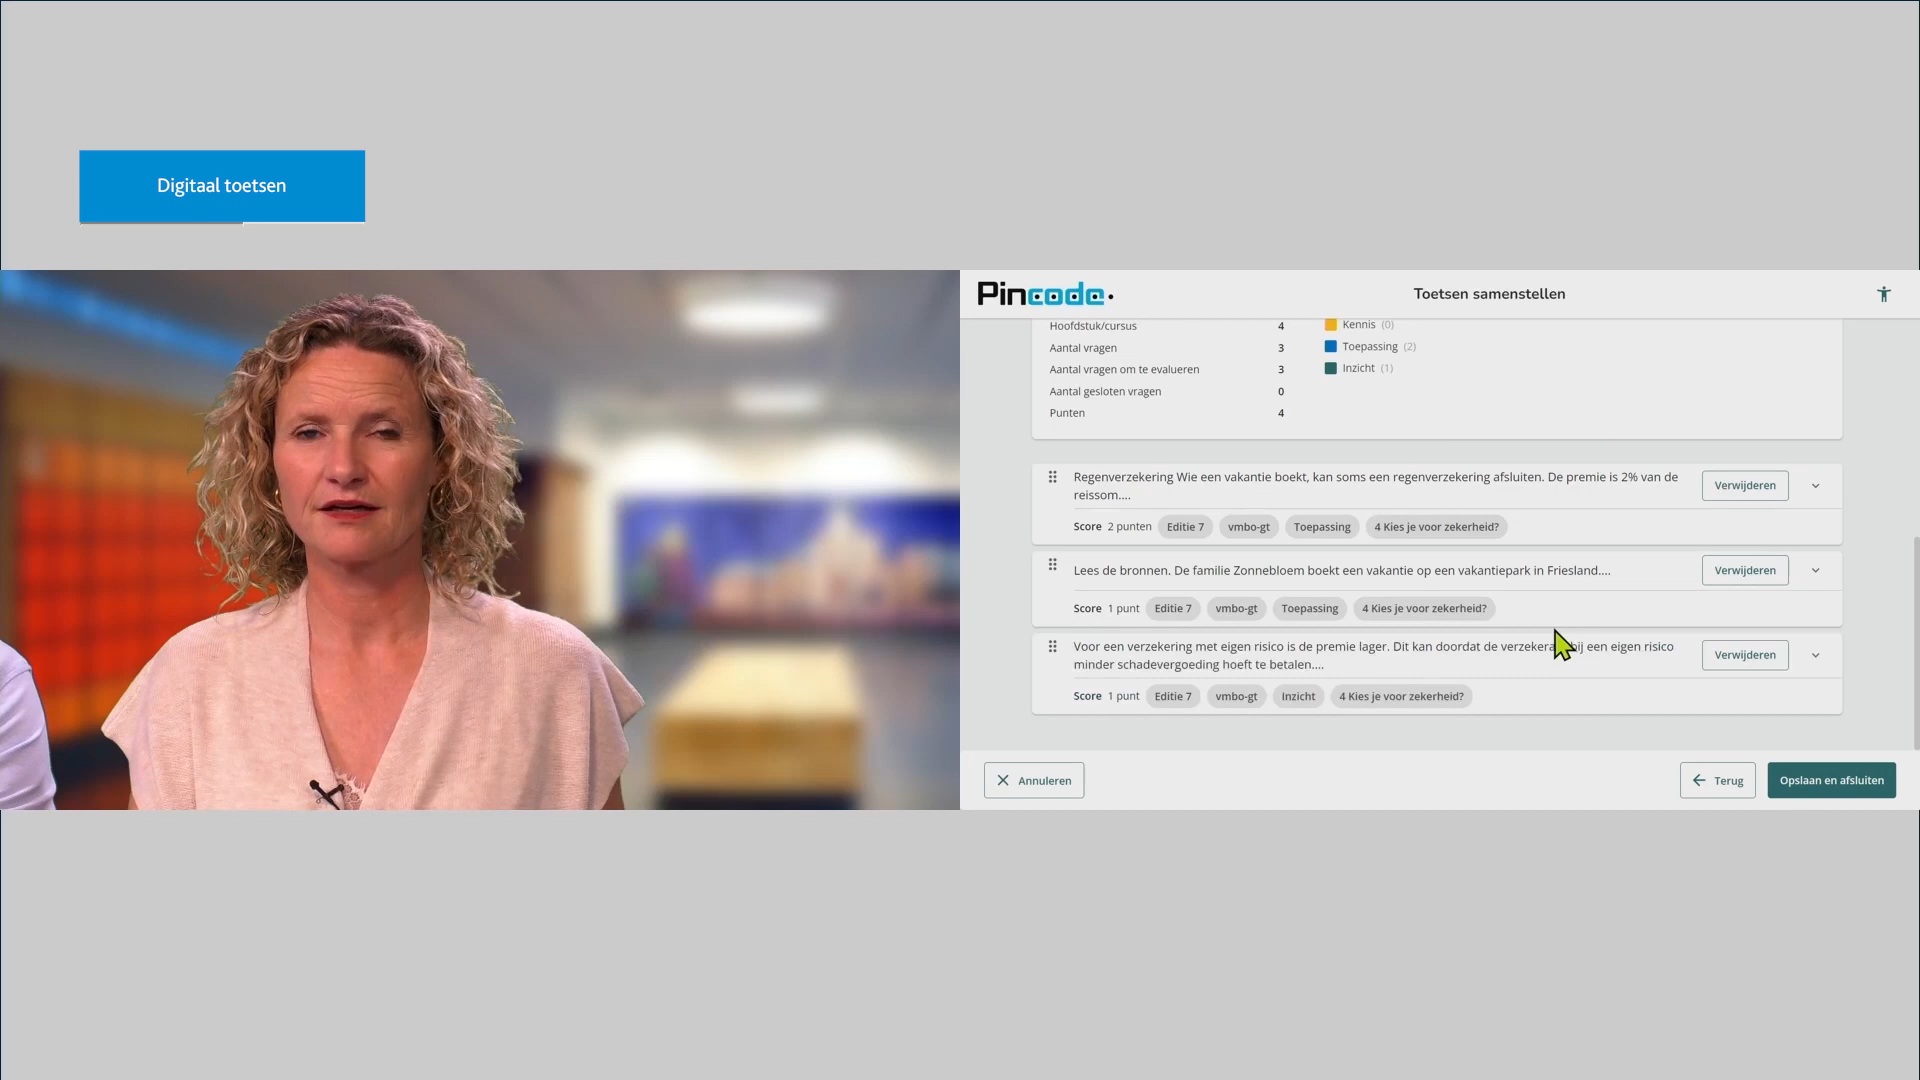 Digitaal toetsen
Pincode
Toetsen samenstellen
Hoofdstuk/cursus 4
Aantal vragen 3
Aantal vragen om te evalueren 3
Aantal gesloten vragen 0
Punten 4
Kennis (0)
Toepassing (2)
Inzicht (1)
Regenverzekering Wie een vakantie boekt, kan soms een regenverzekering afsluiten. De premie is 2% van de
reissom....
Verwijderen
Score 2 punten Editie 7 vmbo-gt Toepassing 4 Kies je voor zekerheid?
Lees de bronnen. De familie Zonnebloem boekt een vakantie op een vakantiepark in Friesland....
Verwijderen
Score 1 punt Editie 7 vmbo-gt Toepassing 4 Kies je voor zekerheid?
Voor een verzekering met eigen risico is de premie lager. Dit kan doordat de bij een eigen risico
minder schadevergoeding hoeft te betalen....
Verwijderen
Score 1 punt Editie 7 vmbo-gt Inzicht 4 Kies je voor zekerheid?
Annuleren
Terug
Opslaan en afsluiten